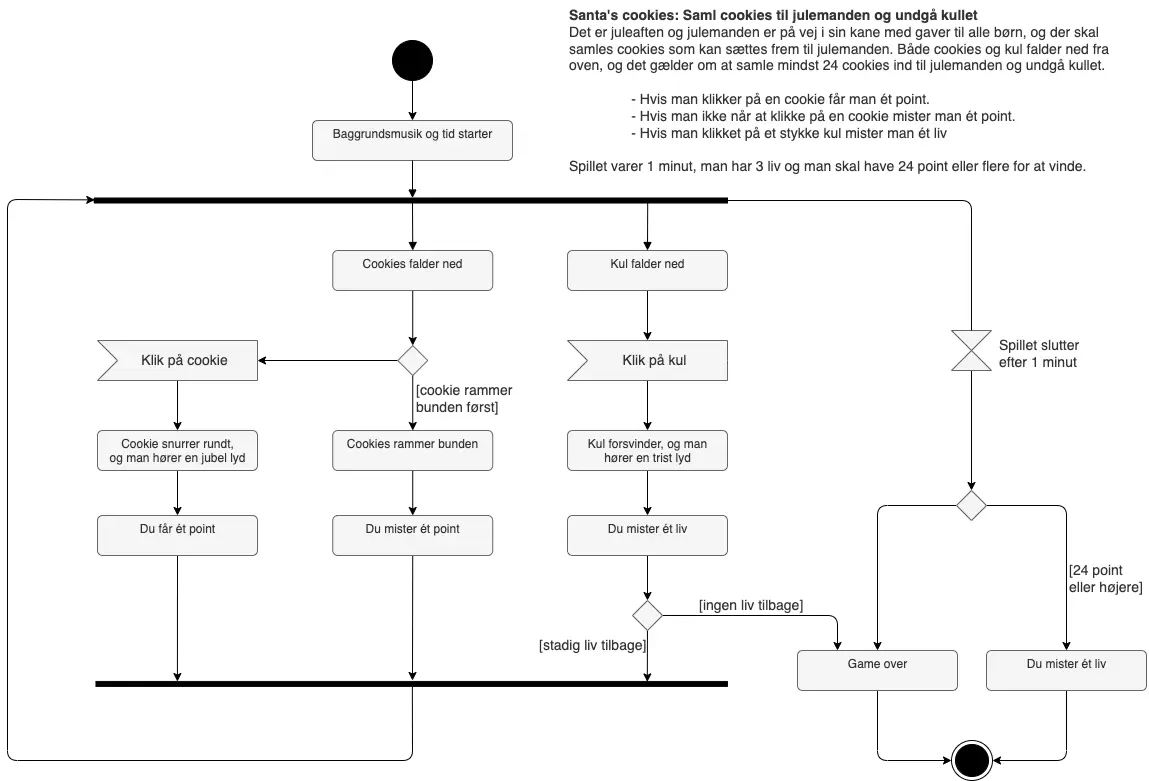 Santa's cookies: Saml cookies til julemanden og undgå kullet
Det er juleaften og julemanden er på vej i sin kane med gaver til alle børn, og der skal
samles cookies som kan sættes frem til julemanden. Både cookies og kul falder ned fra
oven, og det gælder om at samle mindst 24 cookies ind til julemanden og undgå kullet.
- Hvis man klikker på en cookie får man ét point.
- Hvis man ikke når at klikke på en cookie mister man ét point.
- Hvis man klikket på et stykke kul mister man ét liv
Spillet varer 1 minut, man har 3 liv og man skal have 24 point eller flere for at vinde.
Baggrundsmusik og tid starter
Cookies falder ned
Kul falder ned
Klik på cookie
Klik på kul
Spillet slutter
efter 1 minut
[cookie rammer
bunden først]
Cookie snurrer rundt,
og man hører en jubel lyd
Cookies rammer bunden
Kul forsvinder, og man
hører en trist lyd
Du får ét point
Du mister ét point
Du mister ét liv
[24 point
eller højere]
[ingen liv tilbage]
[stadig liv tilbage]
Game over
Du mister ét liv